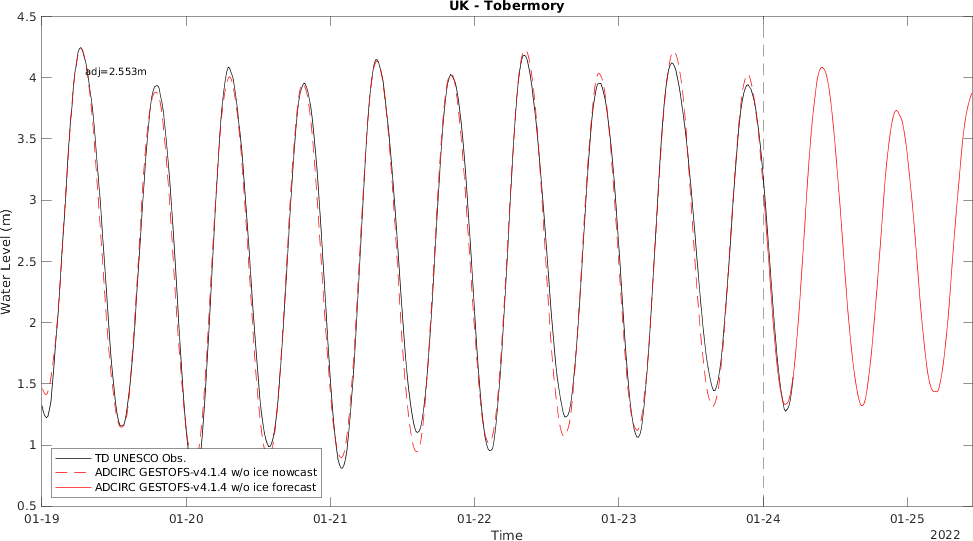 UK - Tobermory
4.5
4
3.5
3
2.5
2
1.5
1
0.5
Water Level (m)
adj=2.553m
TD UNESCO Obs.
ADCIRC GESTOFS-v4.1.4 w/o ice nowcast
ADCIRC GESTOFS-v4.1.4 w/o ice forecast
01-19 01-20 01-21 01-22 01-23 01-24 01-25
Time
2022